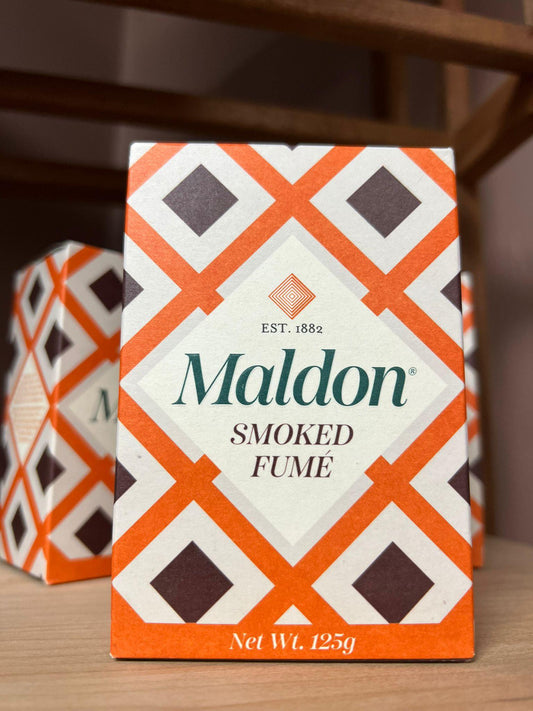 EST. 1882
Maldon®
SMOKED
FUMÉ
Net Wt. 125g